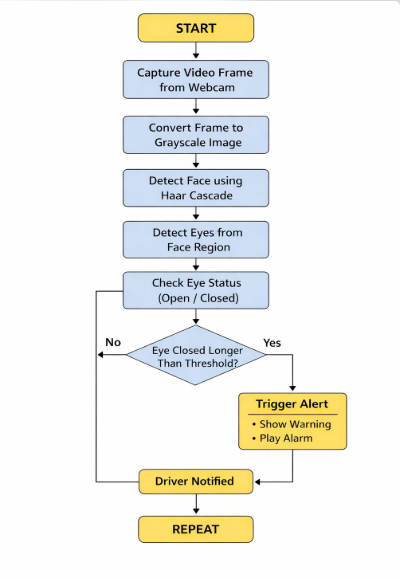 START
Capture Video Frame
from Webcam
Convert Frame to
Grayscale Image
Detect Face using
Haar Cascade
Detect Eyes from
Face Region
Check Eye Status
(Open / Closed)
No
Yes
Eye Closed Longer
Than Threshold?
Trigger Alert
• Show Warning
• Play Alarm
Driver Notified
REPEAT